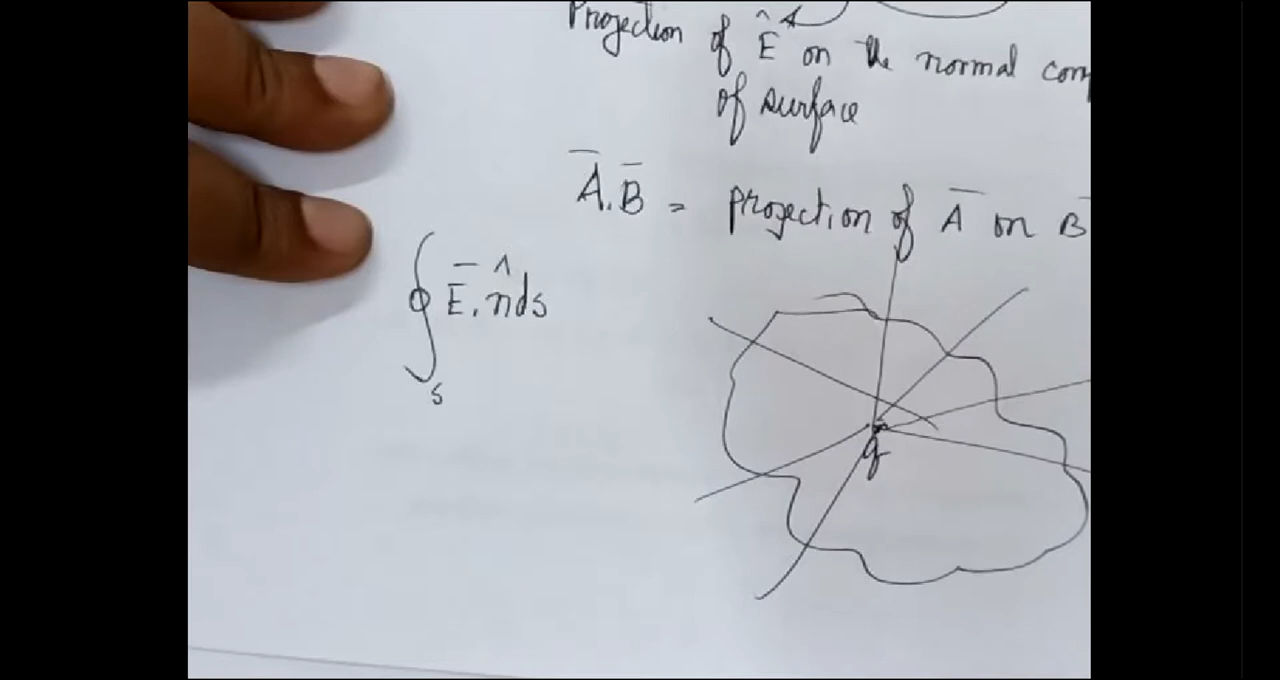 Projection of Ê on the normal com
of surface
A̅.B̅ = projection of A̅ on B̅
∮ₛ E̅.n̂ds
q